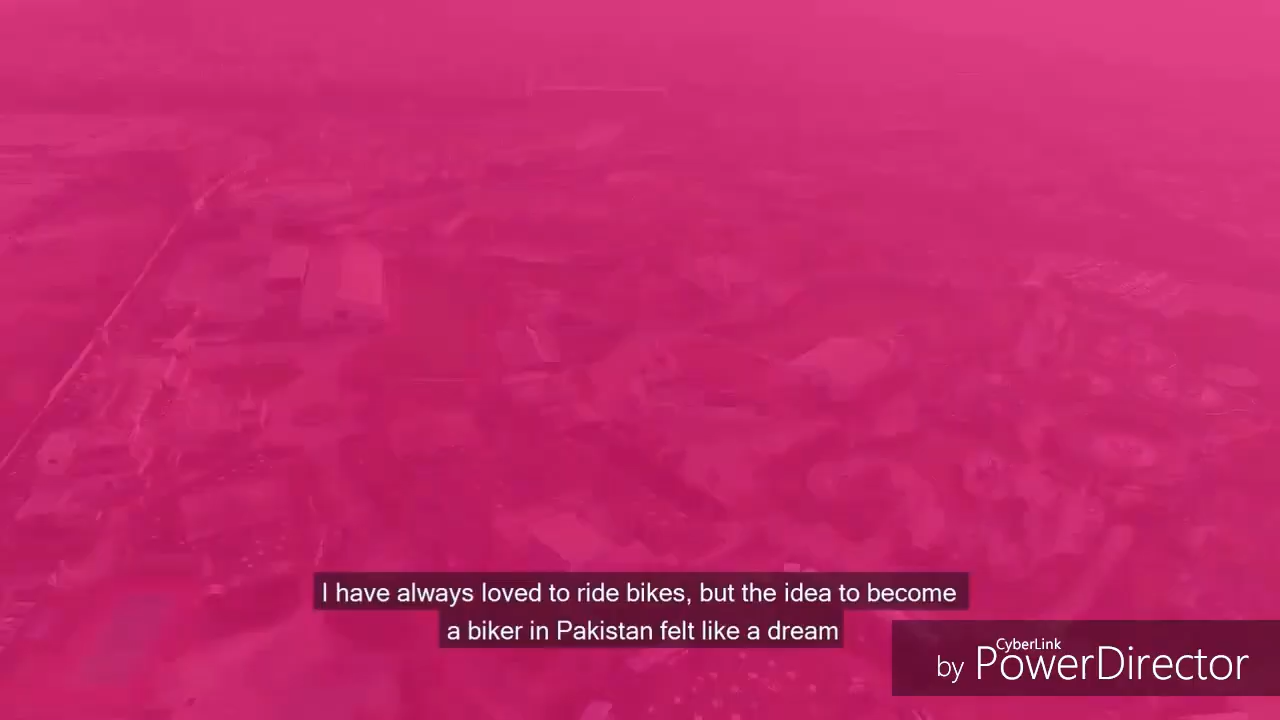 I have always loved to ride bikes, but the idea to become
a biker in Pakistan felt like a dream
CyberLink
by PowerDirector